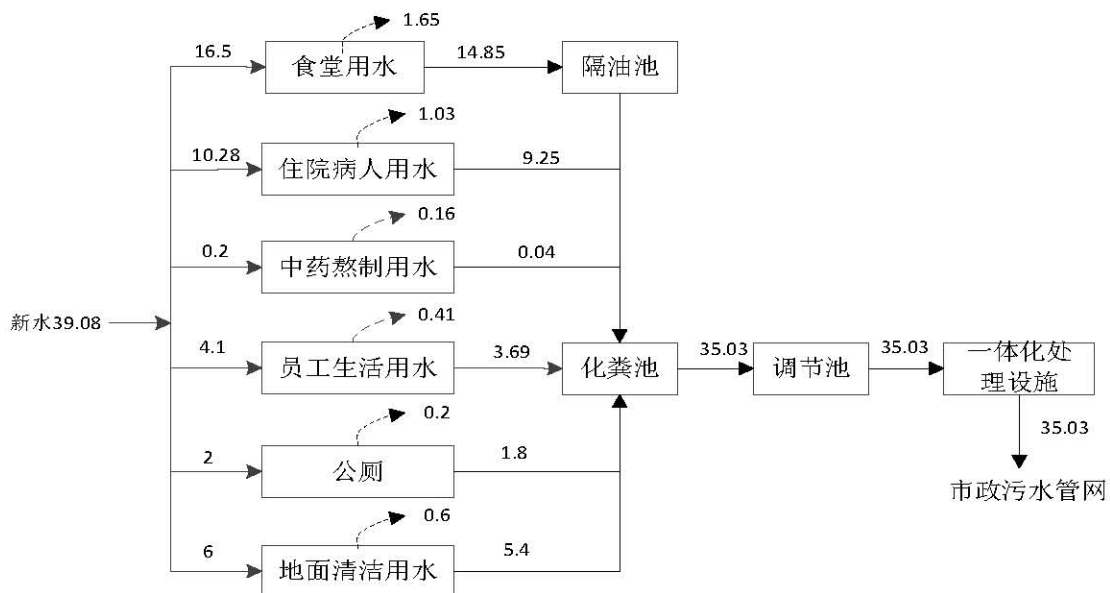 1.65
16.5
食堂用水
14.85
隔油池
1.03
10.28
住院病人用水
9.25
0.16
0.2
中药熬制用水
0.04
新水39.08
0.41
4.1
员工生活用水
3.69
化粪池
35.03
调节池
35.03
一体化处
理设施
0.2
2
公厕
1.8
35.03
市政污水管网
0.6
6
地面清洁用水
5.4